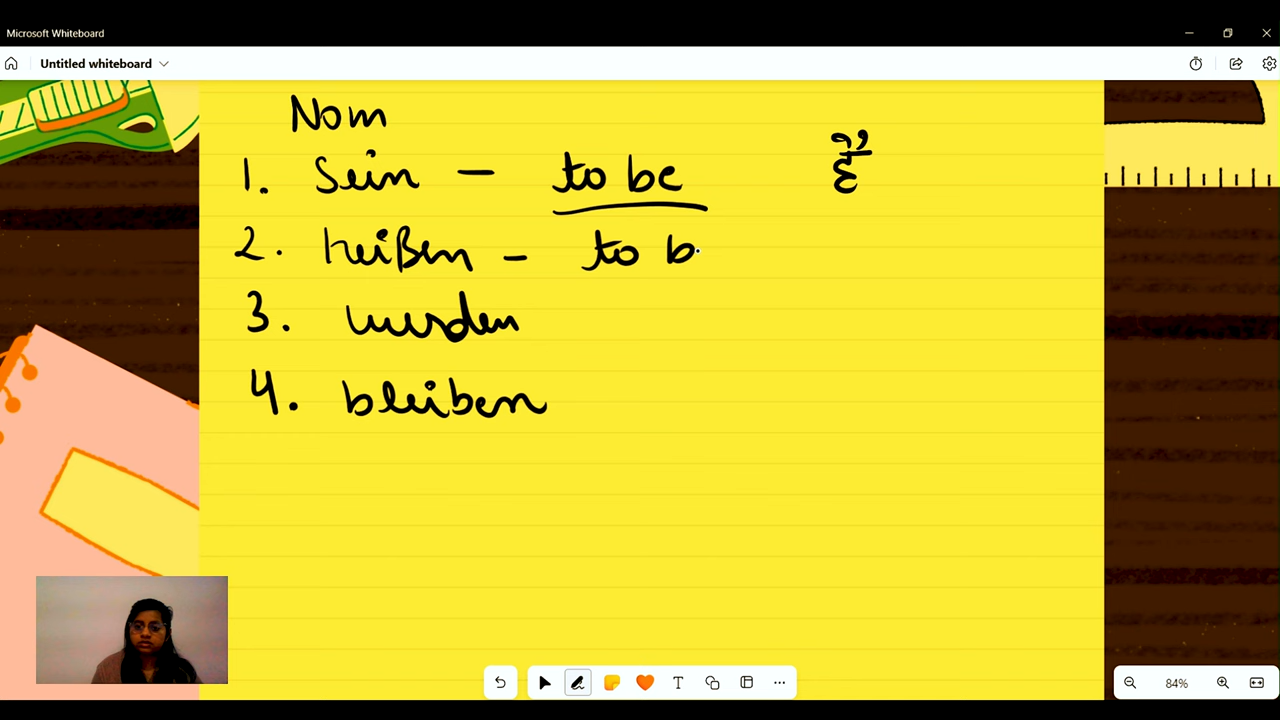 Microsoft Whiteboard
Untitled whiteboard
Nom
1. Sein - to be
2. heißen - to b
3. werden
4. bleiben
84%